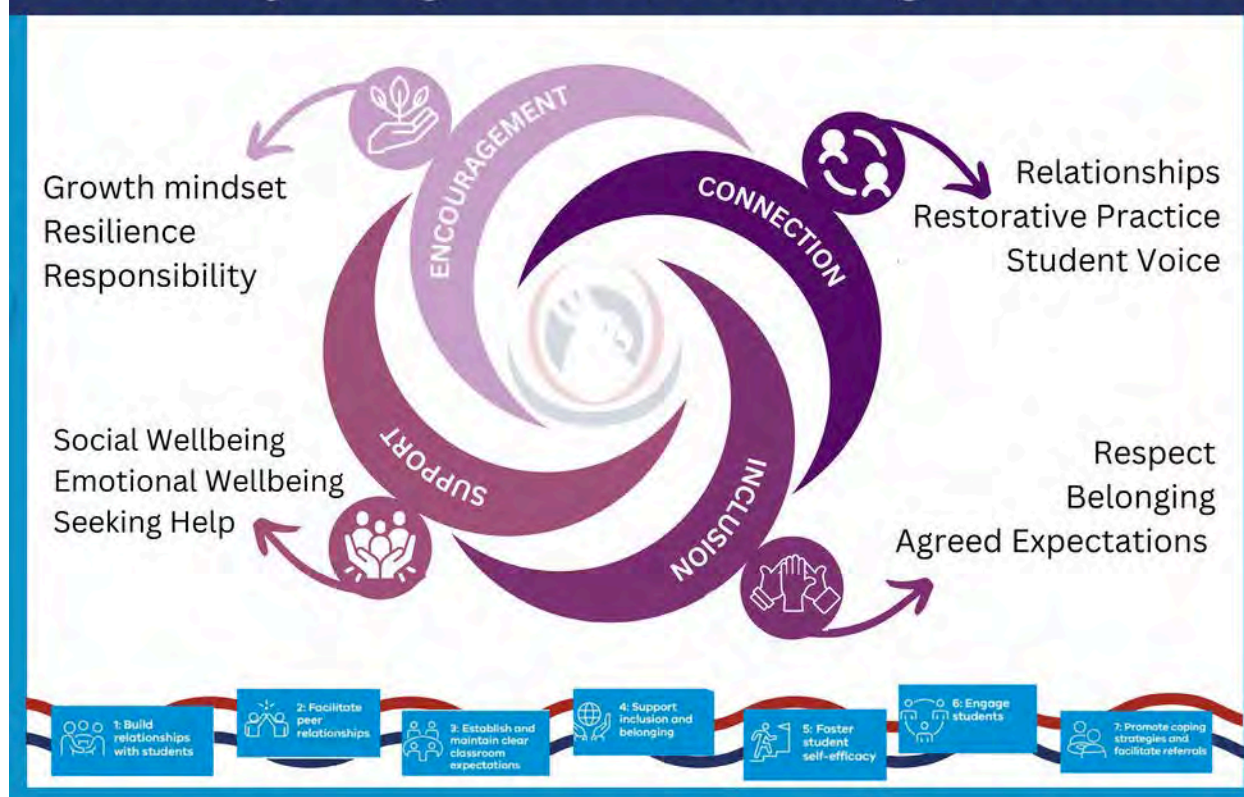 ENCOURAGEMENT
CONNECTION
Growth mindset
Resilience
Responsibility
Relationships
Restorative Practice
Student Voice
SUPPORT
INCLUSION
Social Wellbeing
Emotional Wellbeing
Seeking Help
Respect
Belonging
Agreed Expectations
1: Build
relationships
with students
2: Facilitate
peer
relationships
3: Establish and
maintain clear
classroom
expectations
4: Support
inclusion and
belonging
5: Foster
student
self-efficacy
6: Engage
students
7: Promote coping
strategies and
facilitate referrals